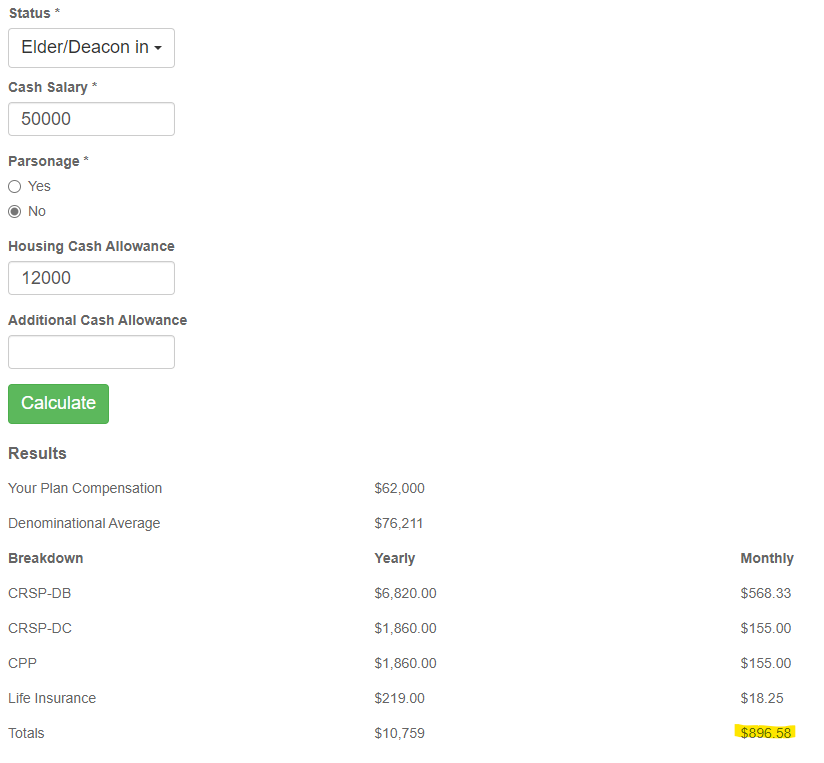 Status *
Elder/Deacon in
Cash Salary *
50000
Parsonage *
Yes
No
Housing Cash Allowance
12000
Additional Cash Allowance
Calculate
Results
Your Plan Compensation $62,000
Denominational Average $76,211
Breakdown Yearly Monthly
CRSP-DB $6,820.00 $568.33
CRSP-DC $1,860.00 $155.00
CPP $1,860.00 $155.00
Life Insurance $219.00 $18.25
Totals $10,759 $896.58